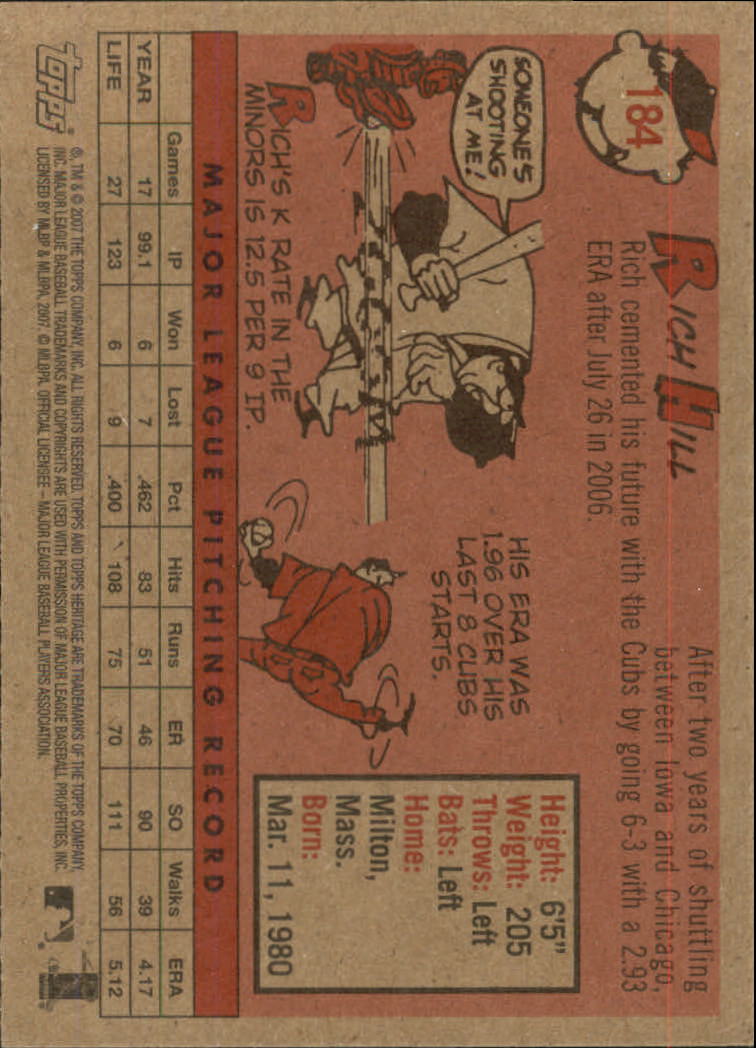 184
RICH HILL
After two years of shuttling
between Iowa and Chicago,
Rich cemented his future with the Cubs by going 6-3 with a 2.93
ERA after July 26 in 2006.
SOMEONE'S
SHOOTING
AT ME!
RICH'S K RATE IN THE
MINORS IS 12.5 PER 9 IP.
HIS ERA WAS
1.96 OVER HIS
LAST 8 CUBS
STARTS.
Height: 6'5"
Weight: 205
Throws: Left
Bats: Left
Home:
Milton,
Mass.
Born:
Mar. 11, 1980
MAJOR LEAGUE PITCHING RECORD
Games IP Won Lost Pct Hits Runs ER SO Walks ERA
YEAR 17 99.1 6 7 .462 83 51 46 90 39 4.17
LIFE 27 123 6 9 .400 108 75 70 111 56 5.12
TOPPS®
®, TM & © 2007 THE TOPPS COMPANY, INC. ALL RIGHTS RESERVED. TOPPS AND TOPPS HERITAGE ARE TRADEMARKS OF THE TOPPS COMPANY,
INC. MAJOR LEAGUE BASEBALL TRADEMARKS AND COPYRIGHTS ARE USED WITH PERMISSION OF MAJOR LEAGUE BASEBALL PROPERTIES, INC.
LICENSED BY MLBP & MLBPA, 2007. © MLBPA. OFFICIAL LICENSEE – MAJOR LEAGUE BASEBALL PLAYERS ASSOCIATION.